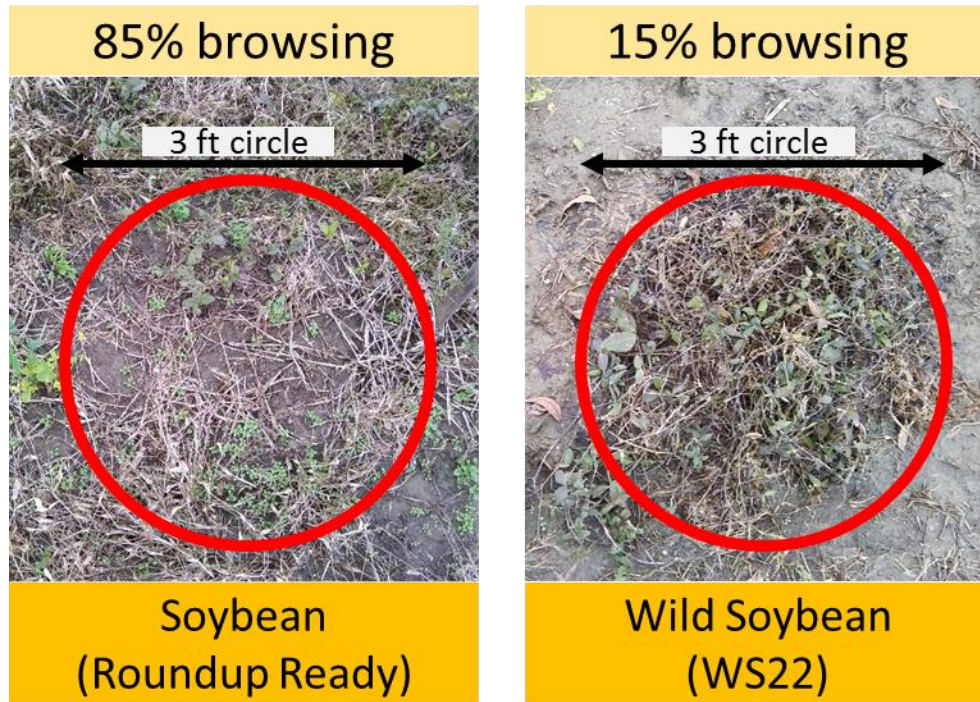 85% browsing
3 ft circle
Soybean
(Roundup Ready)
15% browsing
3 ft circle
Wild Soybean
(WS22)